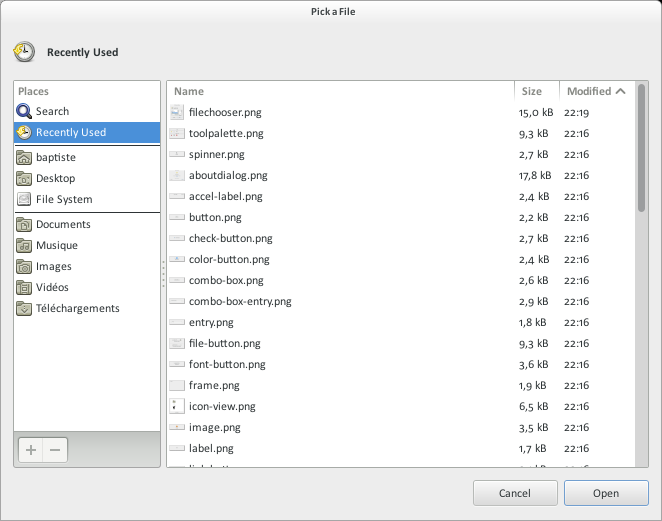 Pick a File
Recently Used
Places
Search
Recently Used
baptiste
Desktop
File System
Documents
Musique
Images
Vidéos
Téléchargements
Name Size Modified
filechooser.png 15,0 kB 22:19
toolpalette.png 9,3 kB 22:16
spinner.png 2,7 kB 22:16
aboutdialog.png 17,8 kB 22:16
accel-label.png 2,4 kB 22:16
button.png 2,2 kB 22:16
check-button.png 2,7 kB 22:16
color-button.png 2,4 kB 22:16
combo-box.png 2,6 kB 22:16
combo-box-entry.png 2,9 kB 22:16
entry.png 1,8 kB 22:16
file-button.png 9,3 kB 22:16
font-button.png 3,6 kB 22:16
frame.png 1,9 kB 22:16
icon-view.png 6,5 kB 22:16
image.png 3,5 kB 22:16
label.png 1,7 kB 22:16
Cancel Open